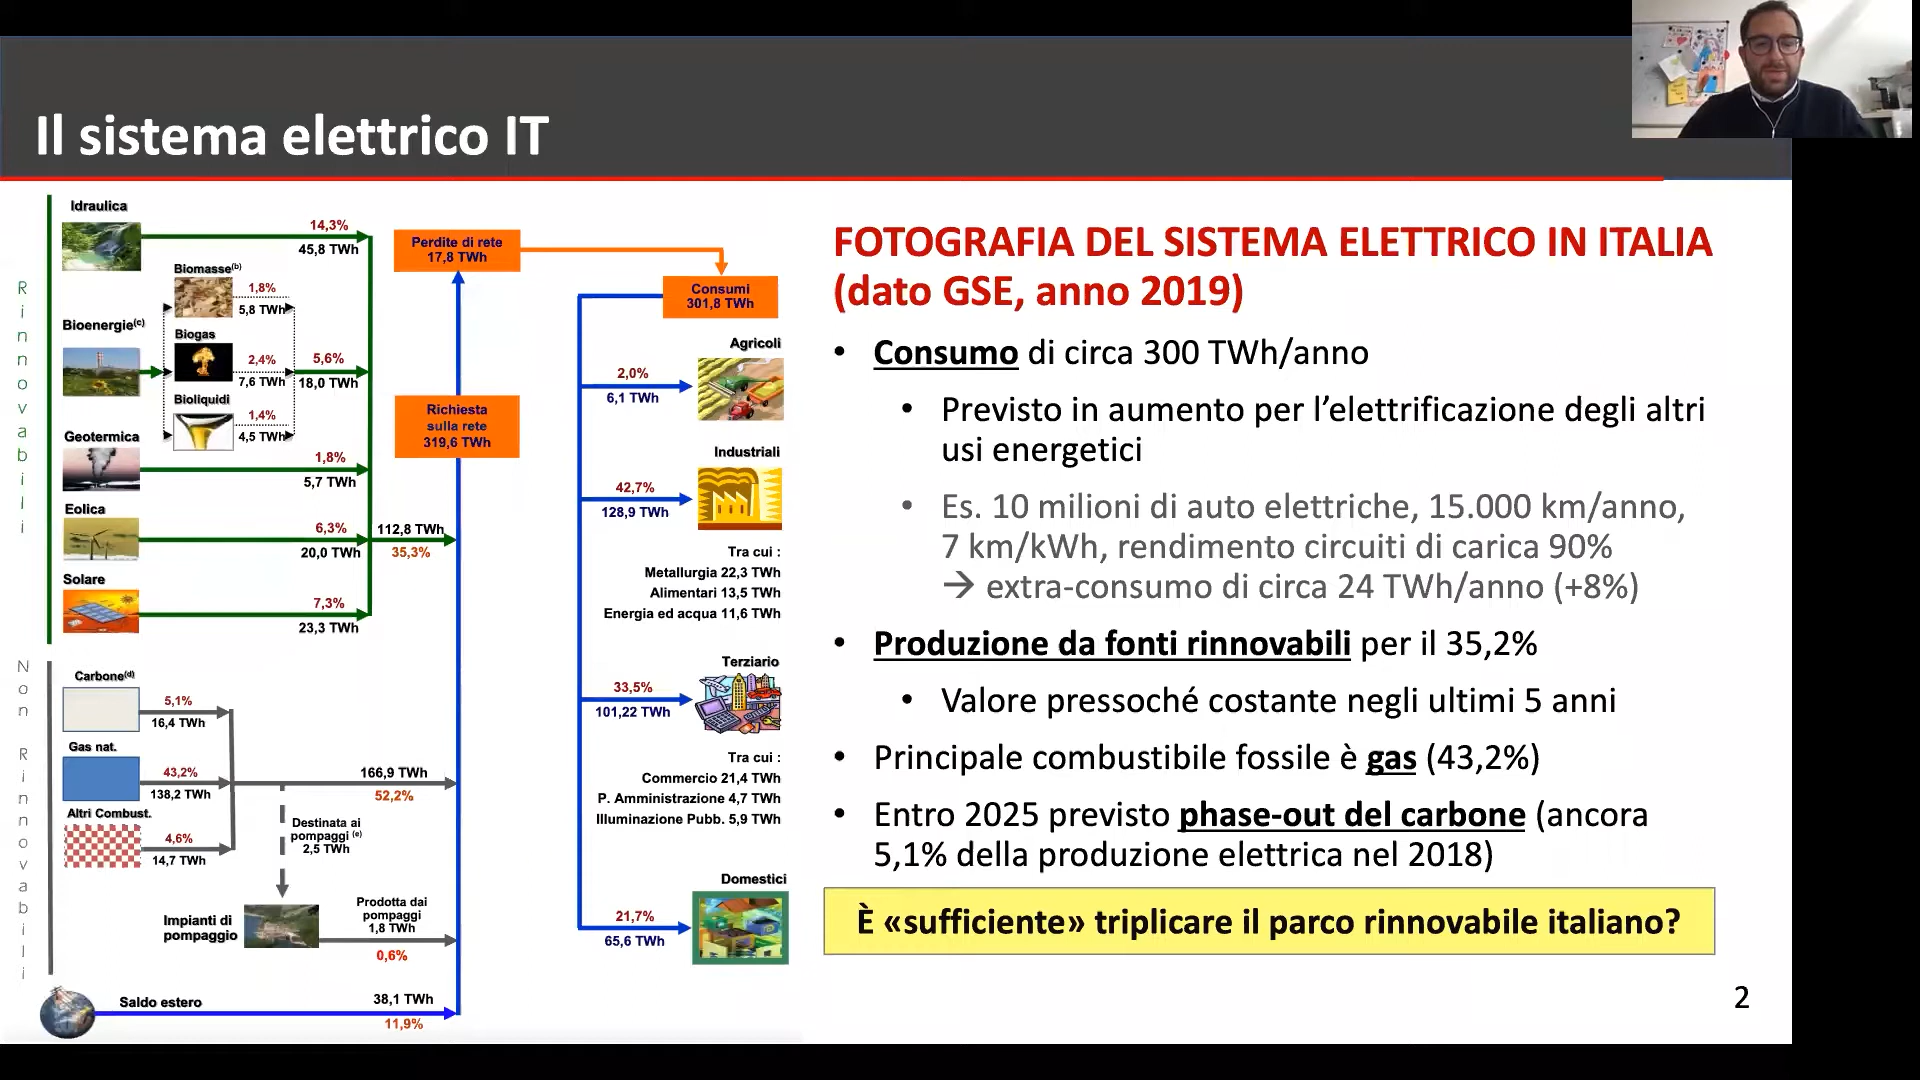 Il sistema elettrico IT
Rinnovabili
Idraulica
14,3%
45,8 TWh
Bioenergie(c)
Biomasse(b)
1,8%
5,8 TWh
Biogas
2,4%
7,6 TWh
Bioliquidi
1,4%
4,5 TWh
5,6%
18,0 TWh
Geotermica
1,8%
5,7 TWh
Eolica
6,3%
20,0 TWh
112,8 TWh
35,3%
Solare
7,3%
23,3 TWh
Non Rinnovabili
Carbone(d)
5,1%
16,4 TWh
Gas nat.
43,2%
138,2 TWh
166,9 TWh
52,2%
Altri Combust.
4,6%
14,7 TWh
Destinata ai
pompaggi (e)
2,5 TWh
Impianti di
pompaggio
Prodotta dai
pompaggi
1,8 TWh
0,6%
Saldo estero
38,1 TWh
11,9%
Perdite di rete
17,8 TWh
Richiesta
sulla rete
319,6 TWh
Consumi
301,8 TWh
Agricoli
2,0%
6,1 TWh
Industriali
42,7%
128,9 TWh
Tra cui :
Metallurgia 22,3 TWh
Alimentari 13,5 TWh
Energia ed acqua 11,6 TWh
Terziario
33,5%
101,22 TWh
Tra cui :
Commercio 21,4 TWh
P. Amministrazione 4,7 TWh
Illuminazione Pubb. 5,9 TWh
Domestici
21,7%
65,6 TWh
FOTOGRAFIA DEL SISTEMA ELETTRICO IN ITALIA
(dato GSE, anno 2019)
• Consumo di circa 300 TWh/anno
• Previsto in aumento per l’elettrificazione degli altri
usi energetici
• Es. 10 milioni di auto elettriche, 15.000 km/anno,
7 km/kWh, rendimento circuiti di carica 90%
→ extra-consumo di circa 24 TWh/anno (+8%)
• Produzione da fonti rinnovabili per il 35,2%
• Valore pressoché costante negli ultimi 5 anni
• Principale combustibile fossile è gas (43,2%)
• Entro 2025 previsto phase-out del carbone (ancora
5,1% della produzione elettrica nel 2018)
È «sufficiente» triplicare il parco rinnovabile italiano?
2